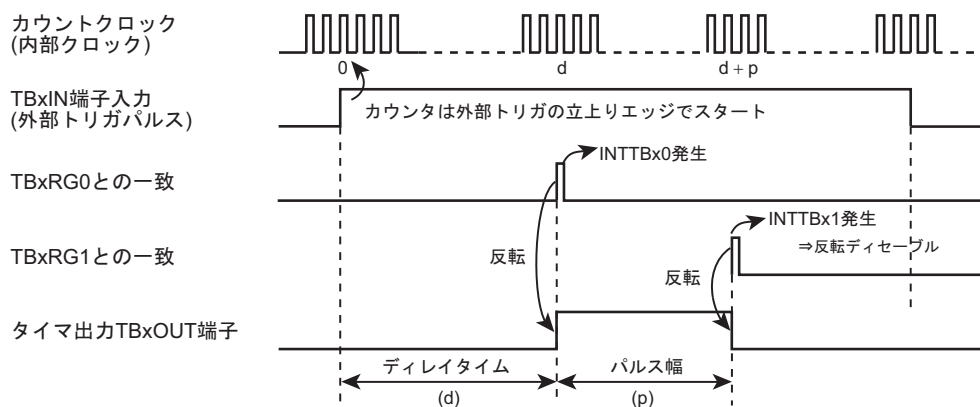 カウントクロック
(内部クロック)
0
d
d + p
TBxIN端子入力
(外部トリガパルス)
カウンタは外部トリガの立上りエッジでスタート
INTTBx0発生
TBxRG0との一致
INTTBx1発生
TBxRG1との一致
反転
反転
⇒反転ディセーブル
タイマ出力TBxOUT端子
ディレイタイム
パルス幅
(d)
(p)